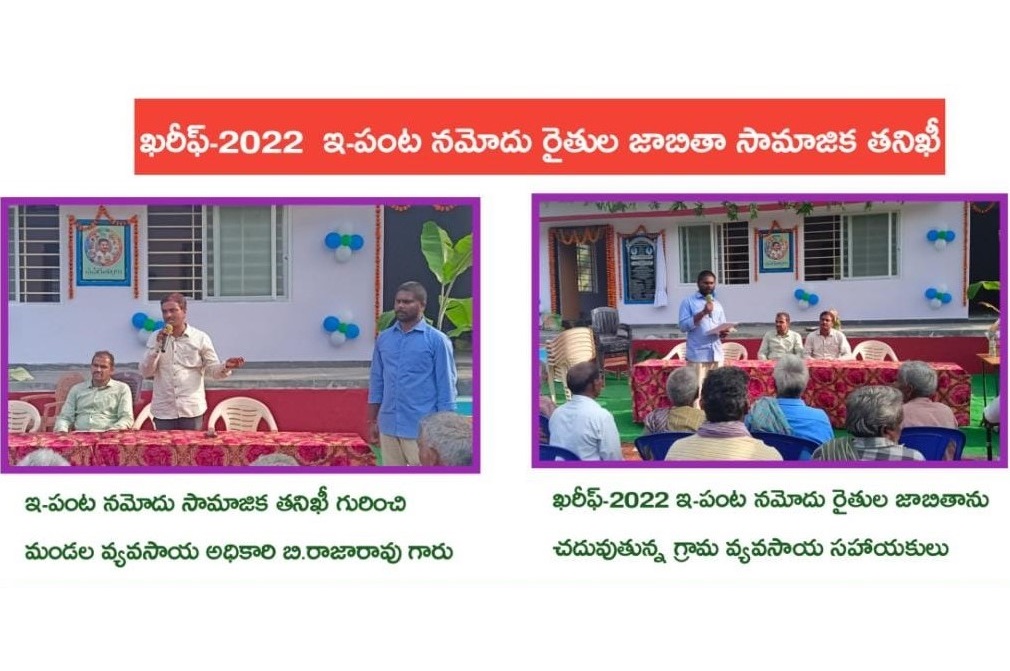 ఖరీఫ్-2022 ఇ-పంట నమోదు రైతుల జాబితా సామాజిక తనిఖీ
ఇ-పంట నమోదు సామాజిక తనిఖీ గురించి
మండల వ్యవసాయ అధికారి బి.రాజారావు గారు
ఖరీఫ్-2022 ఇ-పంట నమోదు రైతుల జాబితాను
చదువుతున్న గ్రామ వ్యవసాయ సహాయకులు